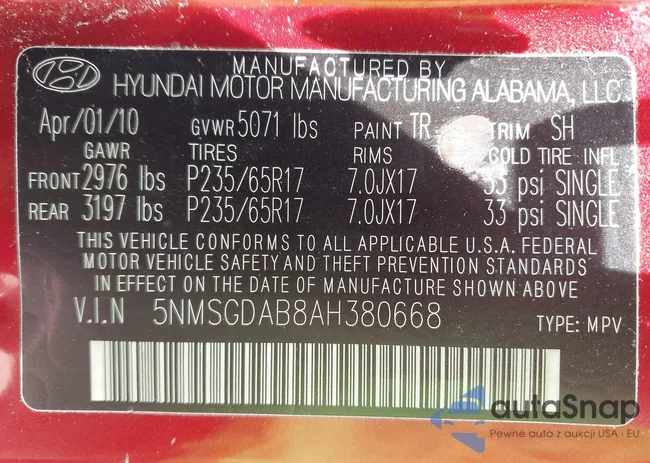 MANUFACTURED BY
HYUNDAI MOTOR MANUFACTURING ALABAMA, LLC.
Apr/01/10 GVWR 5071 lbs PAINT TR TRIM SH
GAWR TIRES RIMS COLD TIRE INFL
FRONT 2976 lbs P235/65R17 7.0JX17 33 psi SINGLE
REAR 3197 lbs P235/65R17 7.0JX17 33 psi SINGLE
THIS VEHICLE CONFORMS TO ALL APPLICABLE U.S.A. FEDERAL
MOTOR VEHICLE SAFETY AND THEFT PREVENTION STANDARDS
IN EFFECT ON THE DATE OF MANUFACTURE SHOWN ABOVE
V.I.N 5NMSGDAB8AH380668 TYPE: MPV
autaSnap
Pewne auto z aukcji USA · EU